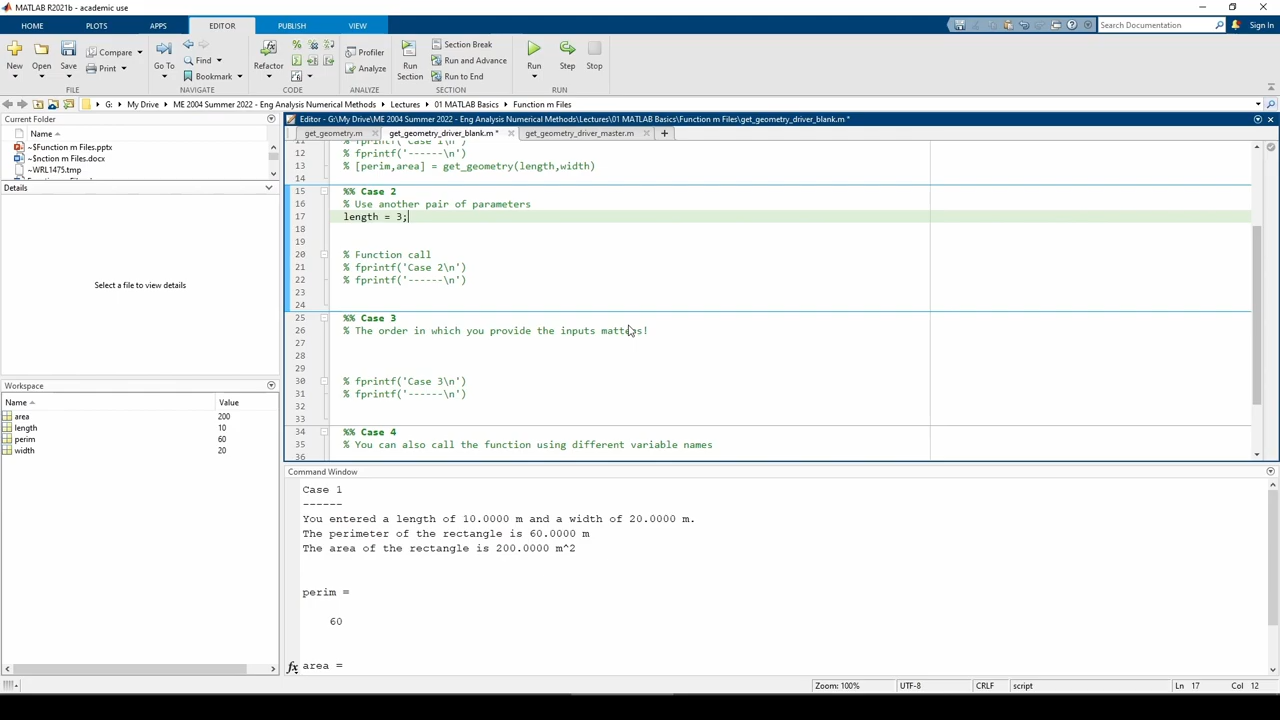 MATLAB R2021b - academic use
HOME PLOTS APPS EDITOR PUBLISH VIEW Search Documentation Sign In
New Open Save Compare Print Go To Find Bookmark Refactor Profiler Analyze Run Section Section Break Run and Advance Run to End Run Step Stop
FILE NAVIGATE CODE ANALYZE SECTION RUN
G: My Drive ME 2004 Summer 2022 - Eng Analysis Numerical Methods Lectures 01 MATLAB Basics Function m Files
Current Folder
Name
~$Function m Files.pptx
~$nction m Files.docx
~WRL1475.tmp
Details
Select a file to view details
Workspace
Name Value
area 200
length 10
perim 60
width 20
Editor - G:\My Drive\ME 2004 Summer 2022 - Eng Analysis Numerical Methods\Lectures\01 MATLAB Basics\Function m Files\get_geometry_driver_blank.m *
get_geometry.m get_geometry_driver_blank.m * get_geometry_driver_master.m
11 % fprintf('Case 1\n')
12 % fprintf('------\n')
13 % [perim,area] = get_geometry(length,width)
14
15 %% Case 2
16 % Use another pair of parameters
17 length = 3;
18
19
20 % Function call
21 % fprintf('Case 2\n')
22 % fprintf('------\n')
23
24
25 %% Case 3
26 % The order in which you provide the inputs matters!
27
28
29
30 % fprintf('Case 3\n')
31 % fprintf('------\n')
32
33
34 %% Case 4
35 % You can also call the function using different variable names
36
Command Window
Case 1
------
You entered a length of 10.0000 m and a width of 20.0000 m.
The perimeter of the rectangle is 60.0000 m
The area of the rectangle is 200.0000 m^2
perim =
60
fx area =
Zoom: 100% UTF-8 CRLF script Ln 17 Col 12